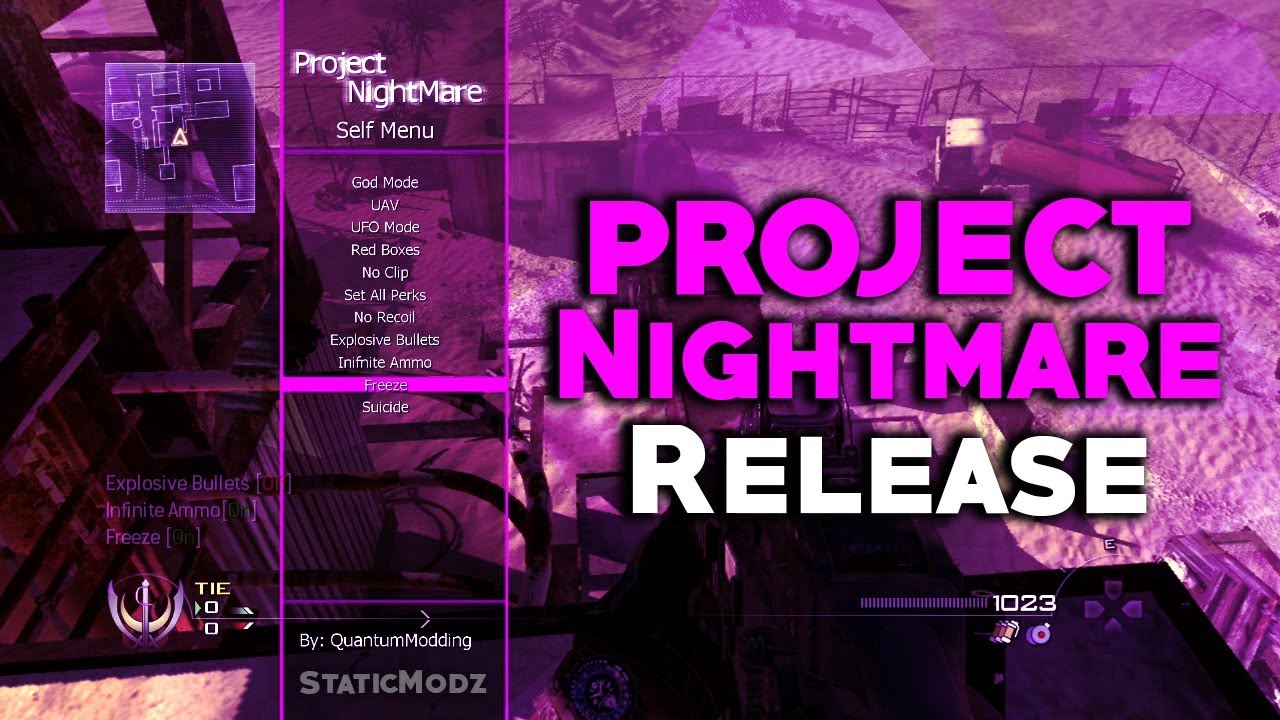 Project
NightMare
Self Menu
God Mode
UAV
UFO Mode
Red Boxes
No Clip
Set All Perks
No Recoil
Explosive Bullets
Inifnite Ammo
Freeze
Suicide
PROJECT
NIGHTMARE
RELEASE
Explosive Bullets [On]
Infinite Ammo[On]
Freeze [On]
TIE
0
0
E
1023
By: QuantumModding
STATICMODZ